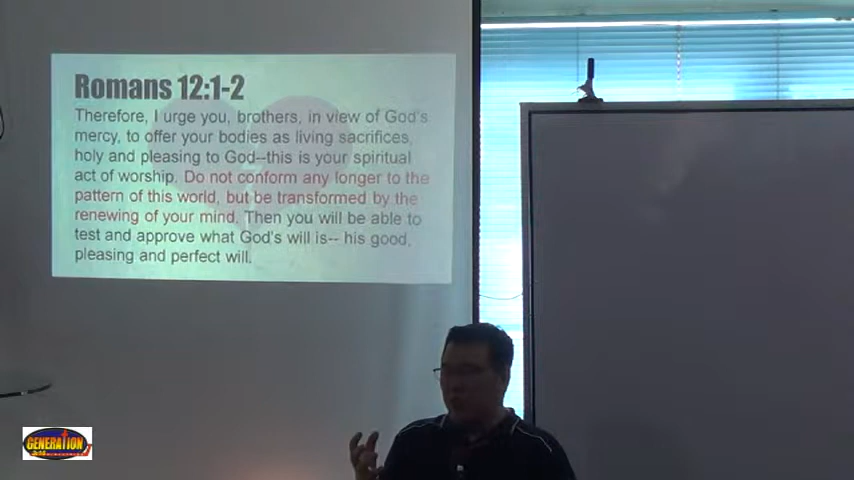 Romans 12:1-2
Therefore, I urge you, brothers, in view of God's
mercy, to offer your bodies as living sacrifices,
holy and pleasing to God--this is your spiritual
act of worship. Do not conform any longer to the
pattern of this world, but be transformed by the
renewing of your mind. Then you will be able to
test and approve what God's will is-- his good,
pleasing and perfect will.
GENERATION